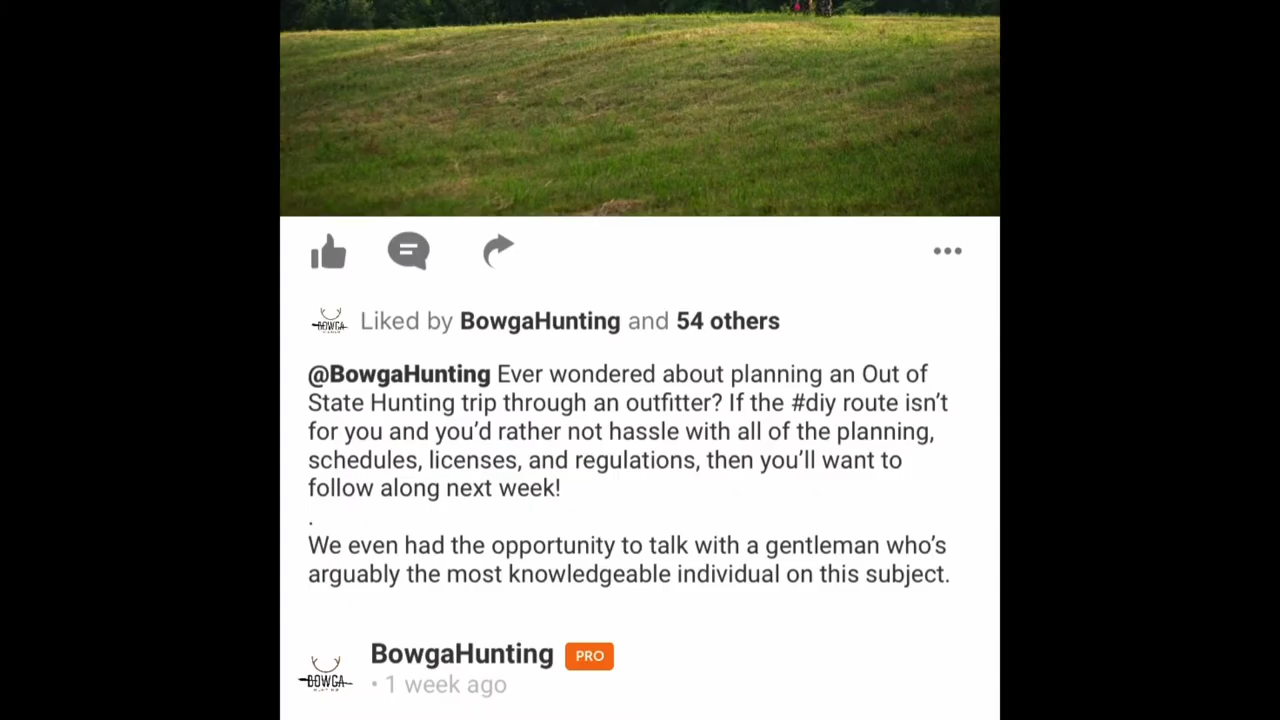 BOWGA
Liked by BowgaHunting and 54 others
@BowgaHunting Ever wondered about planning an Out of
State Hunting trip through an outfitter? If the #diy route isn’t
for you and you’d rather not hassle with all of the planning,
schedules, licenses, and regulations, then you’ll want to
follow along next week!
.
We even had the opportunity to talk with a gentleman who’s
arguably the most knowledgeable individual on this subject.
BowgaHunting PRO
BOWGA
HUNTING
• 1 week ago